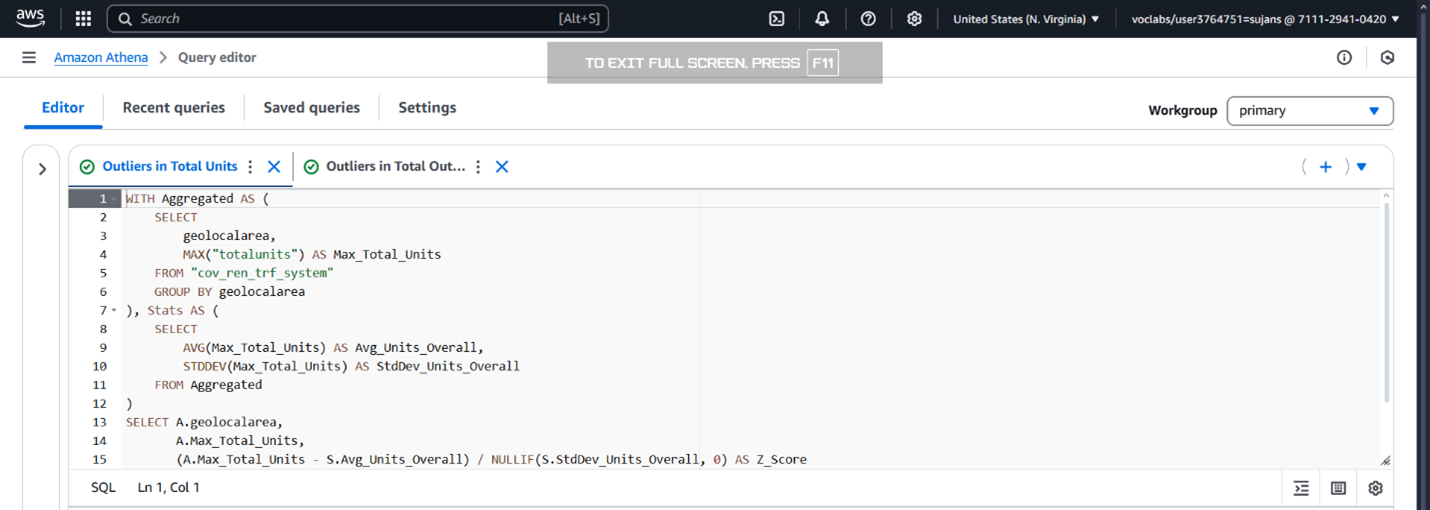 aws Search [Alt+S] United States (N. Virginia) ▼ voclabs/user3764751=sujans @ 7111-2941-0420 ▼
Amazon Athena > Query editor
TO EXIT FULL SCREEN, PRESS F11
Editor Recent queries Saved queries Settings
Workgroup primary
Outliers in Total Units Outliers in Total Out...
1 WITH Aggregated AS (
2 SELECT
3 geolocalarea,
4 MAX("totalunits") AS Max_Total_Units
5 FROM "cov_ren_trf_system"
6 GROUP BY geolocalarea
7 ), Stats AS (
8 SELECT
9 AVG(Max_Total_Units) AS Avg_Units_Overall,
10 STDDEV(Max_Total_Units) AS StdDev_Units_Overall
11 FROM Aggregated
12 )
13 SELECT A.geolocalarea,
14 A.Max_Total_Units,
15 (A.Max_Total_Units - S.Avg_Units_Overall) / NULLIF(S.StdDev_Units_Overall, 0) AS Z_Score
SQL Ln 1, Col 1